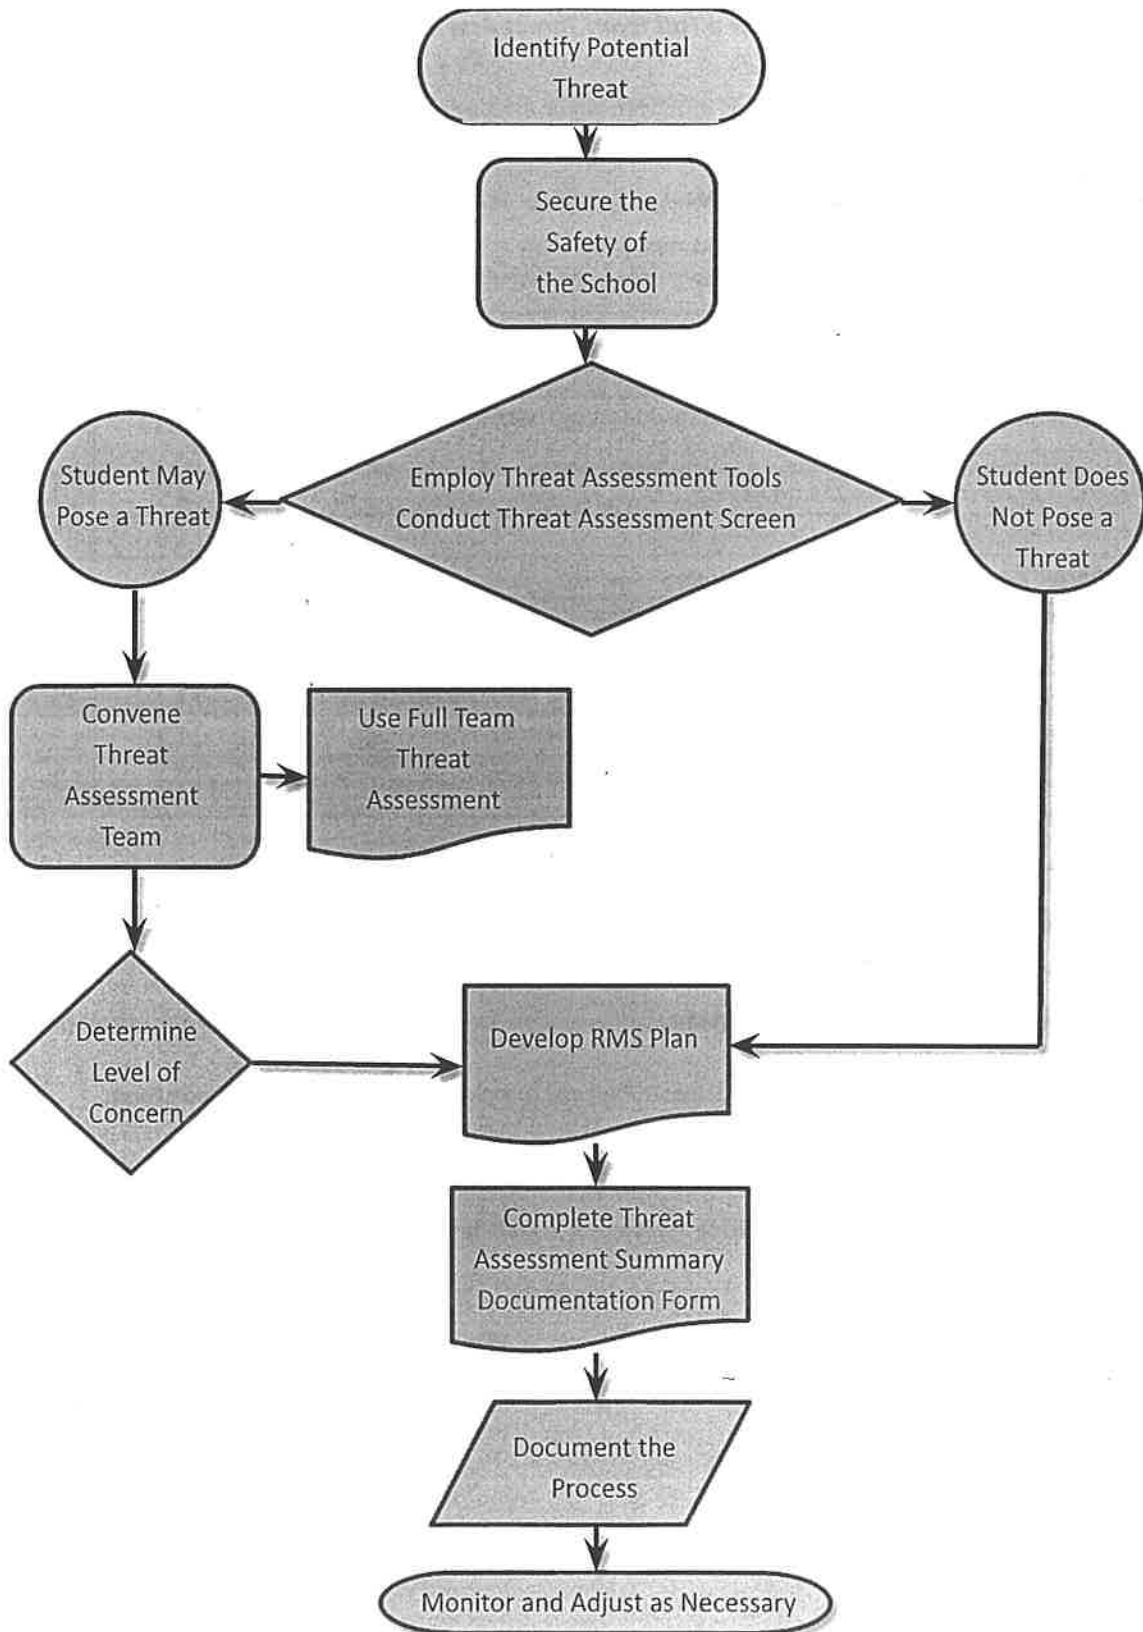 Identify Potential
Threat
Secure the
Safety of
the School
Employ Threat Assessment Tools
Conduct Threat Assessment Screen
Student May
Pose a Threat
Student Does
Not Pose a
Threat
Convene
Threat
Assessment
Team
Use Full Team
Threat
Assessment
Determine
Level of
Concern
Develop RMS Plan
Complete Threat
Assessment Summary
Documentation Form
Document the
Process
Monitor and Adjust as Necessary